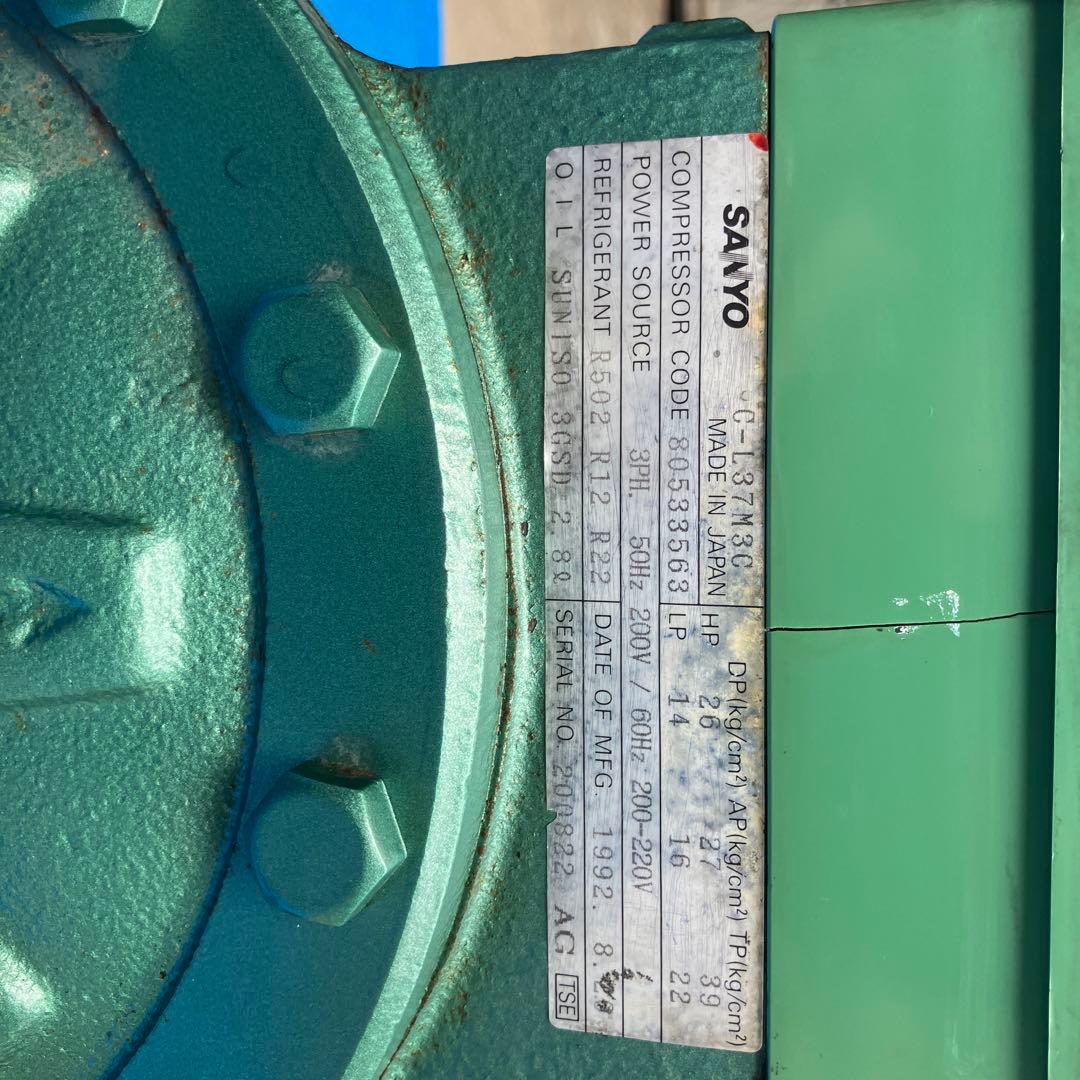 SANYO C-L37M3C
MADE IN JAPAN
DP(kg/cm²) AP(kg/cm²) TP(kg/cm²)
HP 26 27 39
COMPRESSOR CODE 80533563 LP 14 16 22
POWER SOURCE 3PH. 50Hz 200V / 60Hz 200-220V
REFRIGERANT R502 R12 R22 DATE OF MFG 1992. 8.
OIL SUNISO 3GSD 2.8ℓ SERIAL NO. 200822 AG TSE